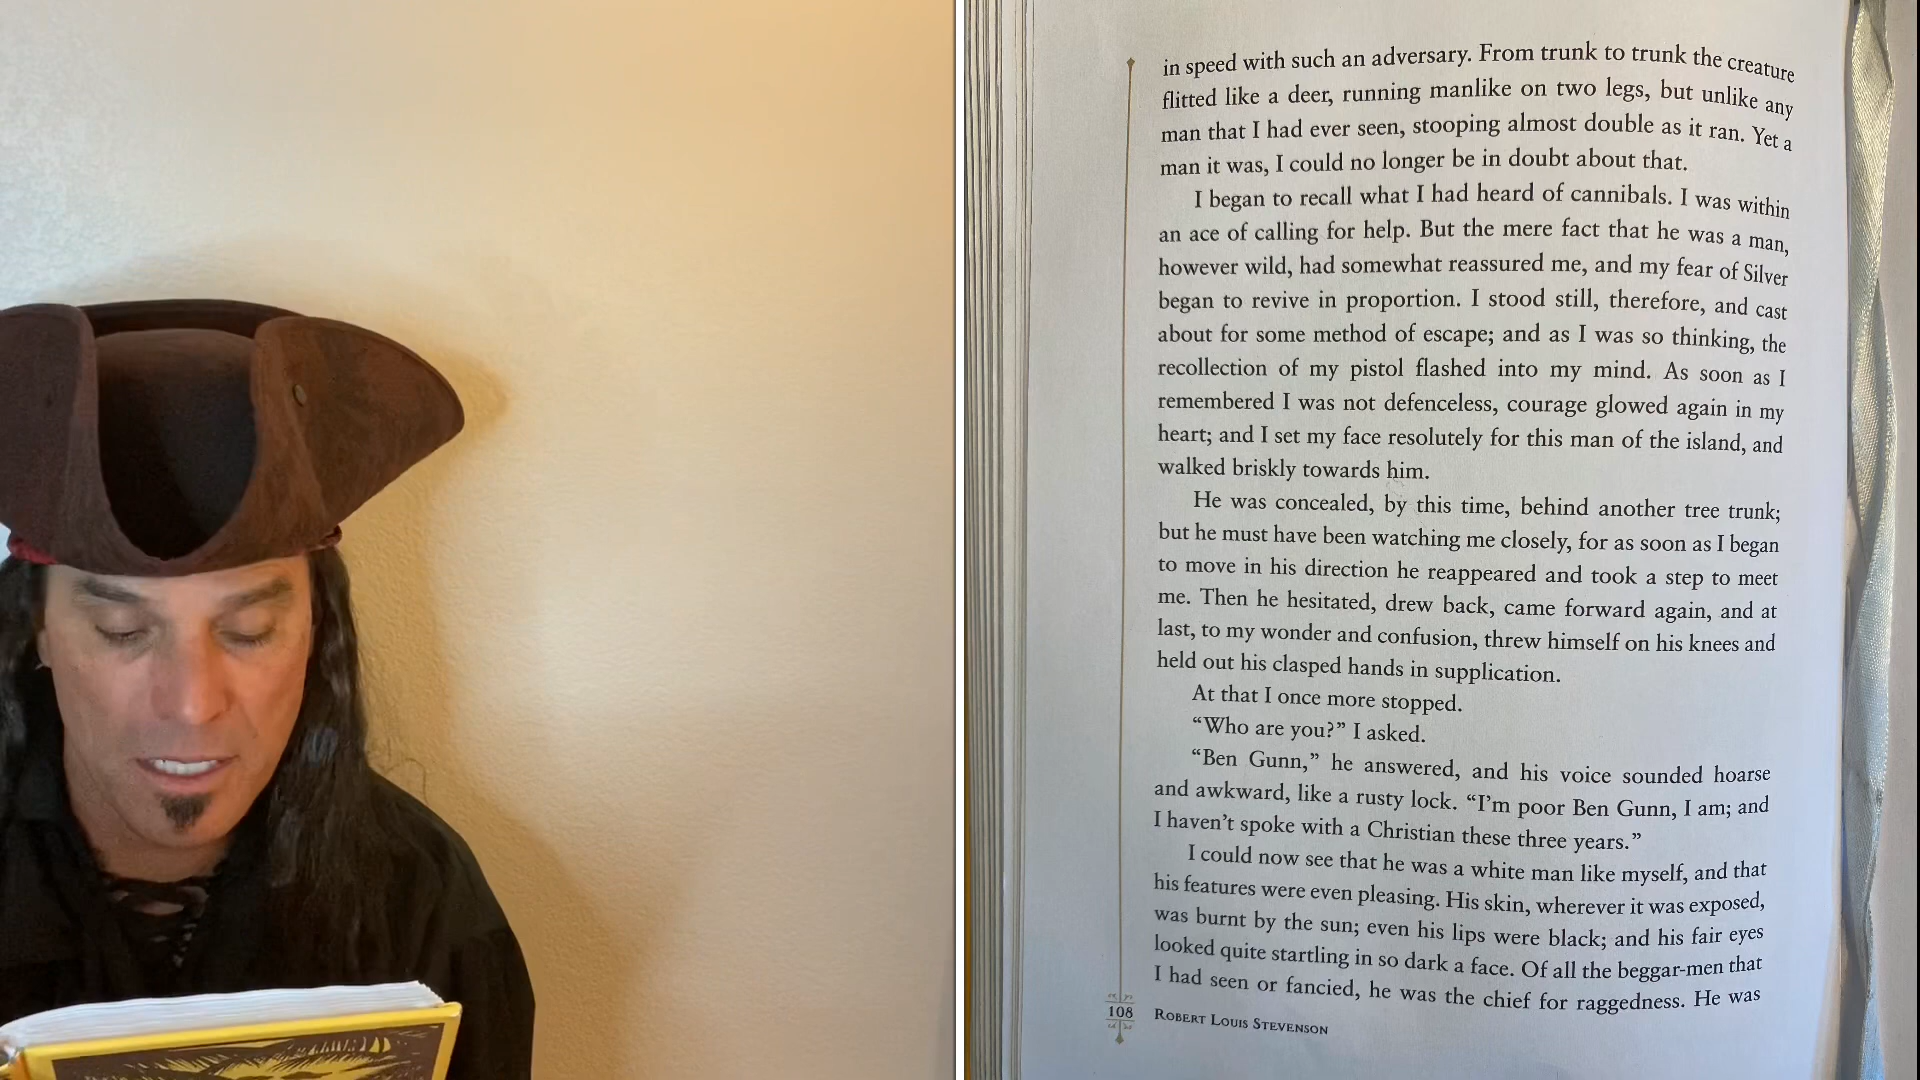 in speed with such an adversary. From trunk to trunk the creature
flitted like a deer, running manlike on two legs, but unlike any
man that I had ever seen, stooping almost double as it ran. Yet a
man it was, I could no longer be in doubt about that.
I began to recall what I had heard of cannibals. I was within
an ace of calling for help. But the mere fact that he was a man,
however wild, had somewhat reassured me, and my fear of Silver
began to revive in proportion. I stood still, therefore, and cast
about for some method of escape; and as I was so thinking, the
recollection of my pistol flashed into my mind. As soon as I
remembered I was not defenceless, courage glowed again in my
heart; and I set my face resolutely for this man of the island, and
walked briskly towards him.
He was concealed, by this time, behind another tree trunk;
but he must have been watching me closely, for as soon as I began
to move in his direction he reappeared and took a step to meet
me. Then he hesitated, drew back, came forward again, and at
last, to my wonder and confusion, threw himself on his knees and
held out his clasped hands in supplication.
At that I once more stopped.
“Who are you?” I asked.
“Ben Gunn,” he answered, and his voice sounded hoarse
and awkward, like a rusty lock. “I’m poor Ben Gunn, I am; and
I haven’t spoke with a Christian these three years.”
I could now see that he was a white man like myself, and that
his features were even pleasing. His skin, wherever it was exposed,
was burnt by the sun; even his lips were black; and his fair eyes
looked quite startling in so dark a face. Of all the beggar-men that
I had seen or fancied, he was the chief for raggedness. He was
108 ROBERT LOUIS STEVENSON